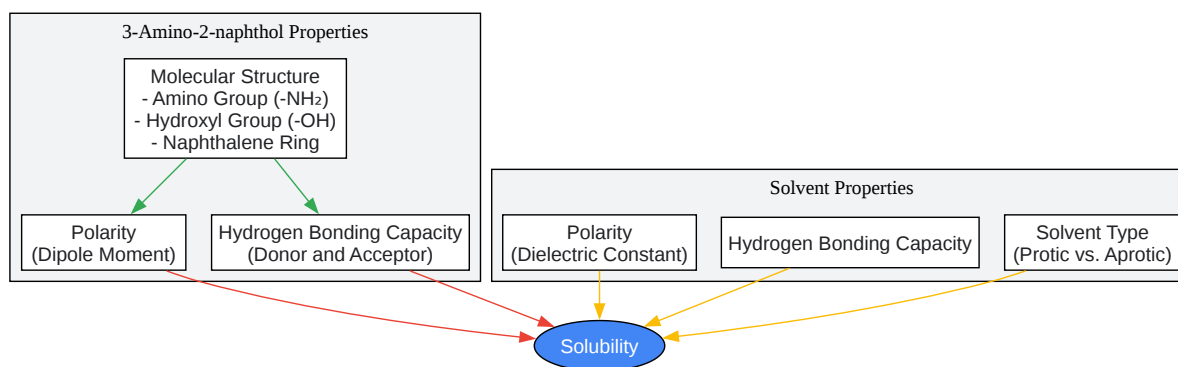 3-Amino-2-naphthol Properties
Molecular Structure
- Amino Group (-NH₂)
- Hydroxyl Group (-OH)
- Naphthalene Ring
Polarity
(Dipole Moment)
Hydrogen Bonding Capacity
(Donor and Acceptor)
Solvent Properties
Polarity
(Dielectric Constant)
Hydrogen Bonding Capacity
Solvent Type
(Protic vs. Aprotic)
Solubility